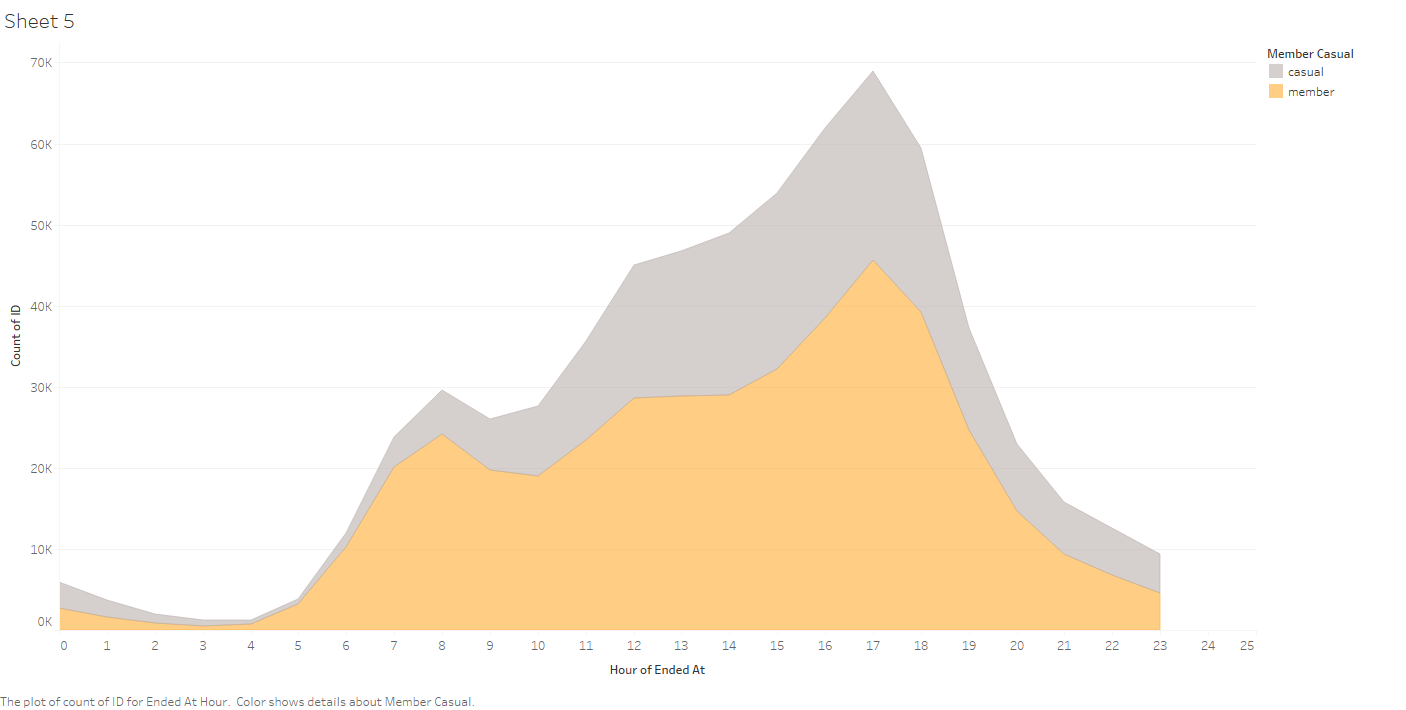 Sheet 5
Member Casual
casual
member
70K
60K
50K
40K
30K
20K
10K
0K
Count of ID
0 1 2 3 4 5 6 7 8 9 10 11 12 13 14 15 16 17 18 19 20 21 22 23 24 25
Hour of Ended At
The plot of count of ID for Ended At Hour. Color shows details about Member Casual.